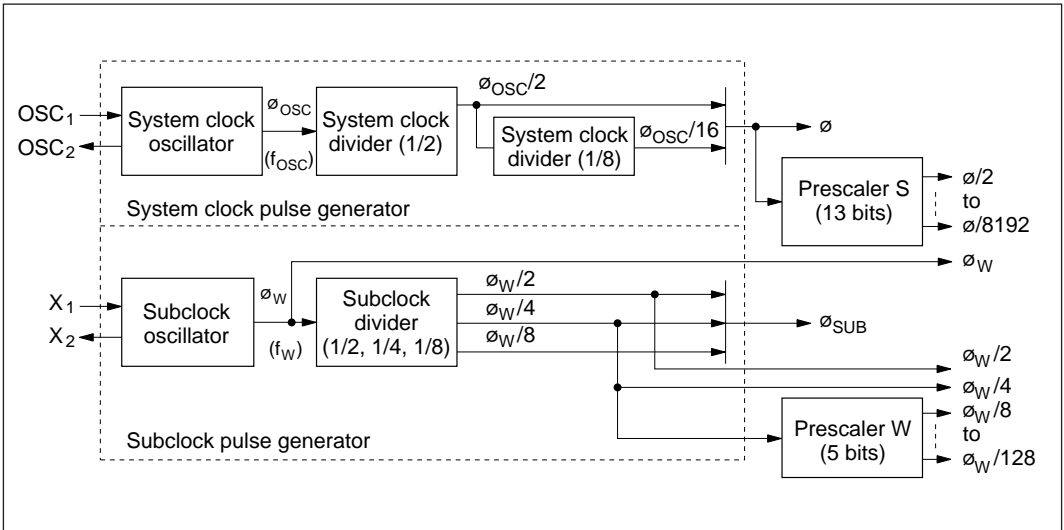 OSC1
OSC2
System clock
oscillator
øOSC
(fOSC)
System clock
divider (1/2)
øOSC/2
System clock
divider (1/8)
øOSC/16
ø
Prescaler S
(13 bits)
ø/2
to
ø/8192
System clock pulse generator
øW
X1
X2
Subclock
oscillator
øW
(fW)
Subclock
divider
(1/2, 1/4, 1/8)
øW/2
øW/4
øW/8
øSUB
øW/2
øW/4
Prescaler W
(5 bits)
øW/8
to
øW/128
Subclock pulse generator